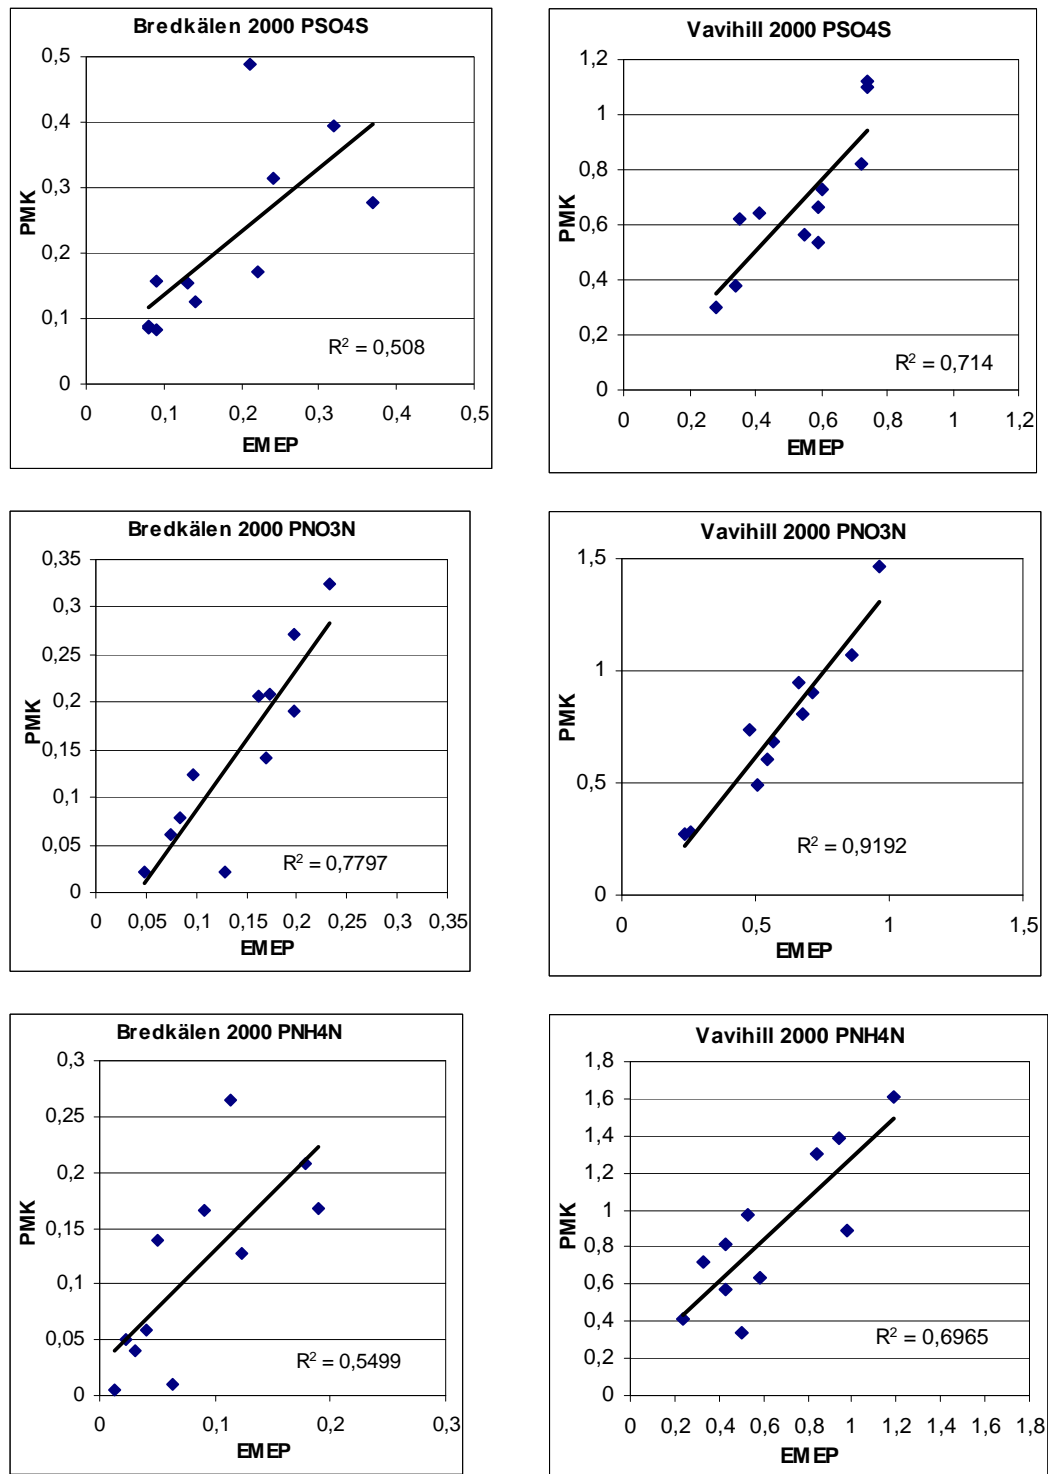 Bredkälen 2000 PSO4S
0,5
0,4
0,3
0,2
0,1
0
PMK
R² = 0,508
0 0,1 0,2 0,3 0,4 0,5
EMEP
Vavihill 2000 PSO4S
1,2
1
0,8
0,6
0,4
0,2
0
PMK
R² = 0,714
0 0,2 0,4 0,6 0,8 1 1,2
EMEP
Bredkälen 2000 PNO3N
0,35
0,3
0,25
0,2
0,15
0,1
0,05
0
PMK
R² = 0,7797
0 0,05 0,1 0,15 0,2 0,25 0,3 0,35
EMEP
Vavihill 2000 PNO3N
1,5
1
0,5
0
PMK
R² = 0,9192
0 0,5 1 1,5
EMEP
Bredkälen 2000 PNH4N
0,3
0,25
0,2
0,15
0,1
0,05
0
PMK
R² = 0,5499
0 0,1 0,2 0,3
EMEP
Vavihill 2000 PNH4N
1,8
1,6
1,4
1,2
1
0,8
0,6
0,4
0,2
0
PMK
R² = 0,6965
0 0,2 0,4 0,6 0,8 1 1,2 1,4 1,6 1,8
EMEP